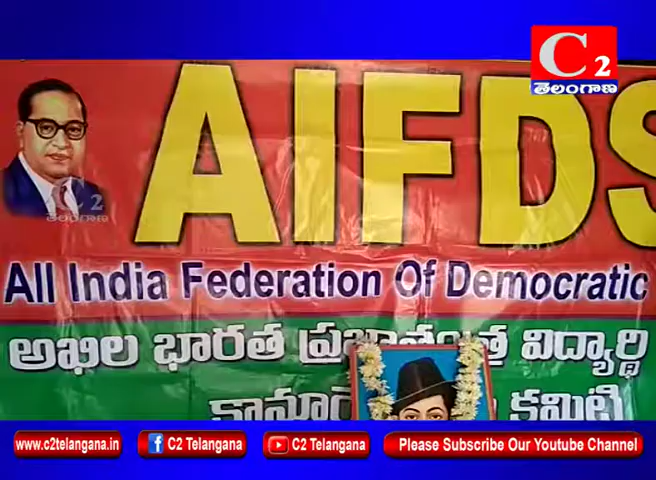 C2
తెలంగాణ
AIFDS
C2
తెలంగాణ
All India Federation Of Democratic
అఖిల భారత ప్రజాతంత్ర విద్యార్థి
కమిటి
www.c2telangana.in
C2 Telangana
C2 Telangana
Please Subscribe Our Youtube Channel